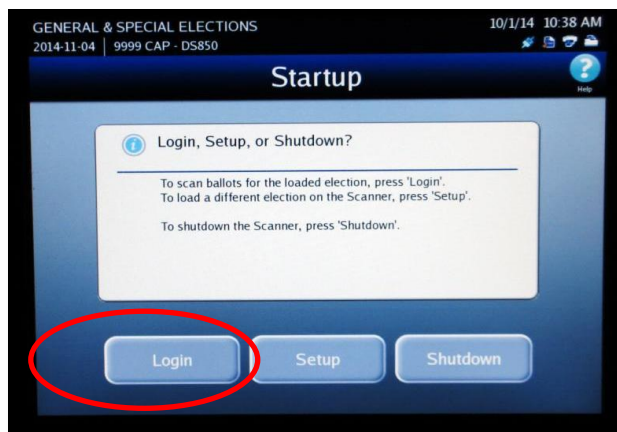 GENERAL & SPECIAL ELECTIONS 10/1/14 10:38 AM
2014-11-04 | 9999 CAP - DS850
Startup
Help
Login, Setup, or Shutdown?
To scan ballots for the loaded election, press 'Login'.
To load a different election on the Scanner, press 'Setup'.
To shutdown the Scanner, press 'Shutdown'.
Login Setup Shutdown